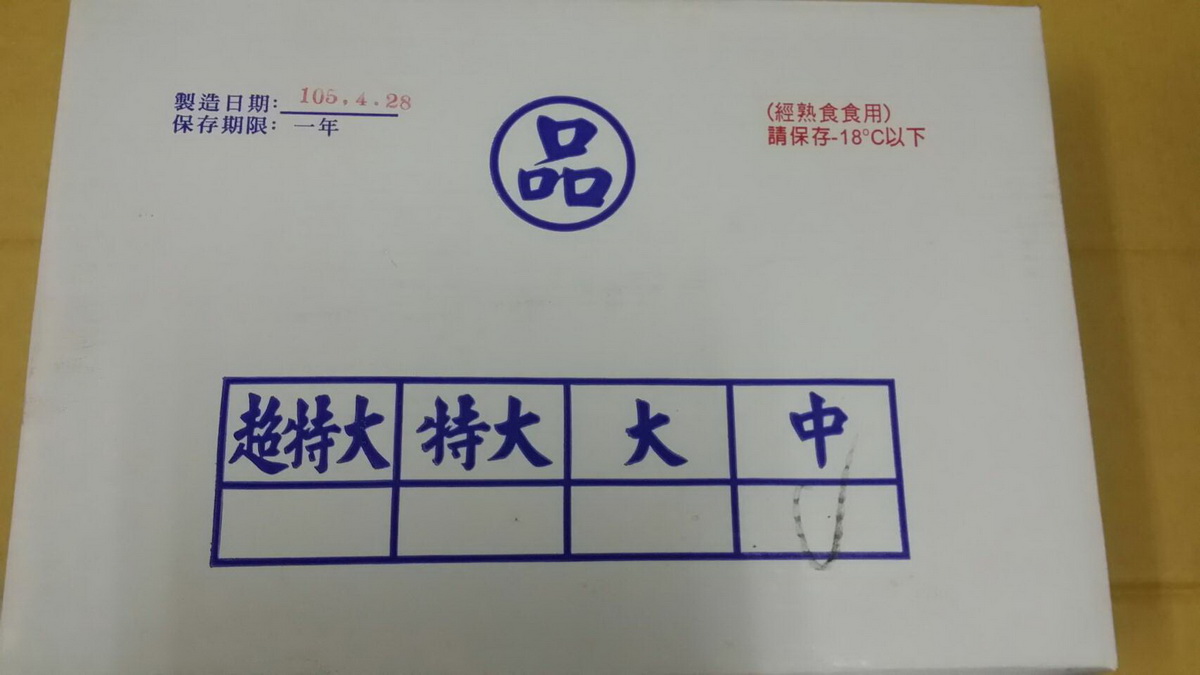 製造日期: 105.4.28
保存期限: 一年
品
(經熟食食用)
請保存-18°C以下
超特大 特大 大 中